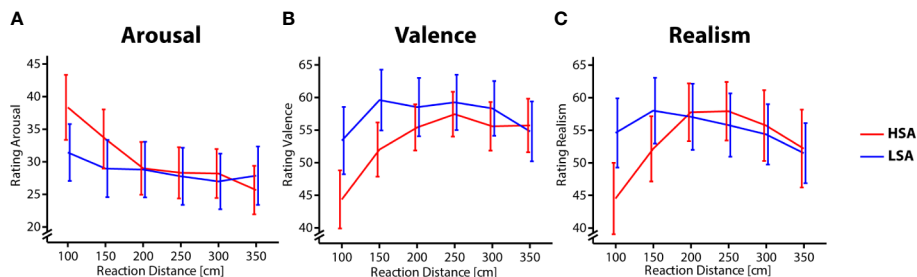 A
Arousal
45
40
35
30
25
20
Rating Arousal
100 150 200 250 300 350
Reaction Distance [cm]
B
Valence
65
60
55
50
45
40
Rating Valence
100 150 200 250 300 350
Reaction Distance [cm]
C
Realism
65
60
55
50
45
40
Rating Realism
100 150 200 250 300 350
Reaction Distance [cm]
HSA
LSA